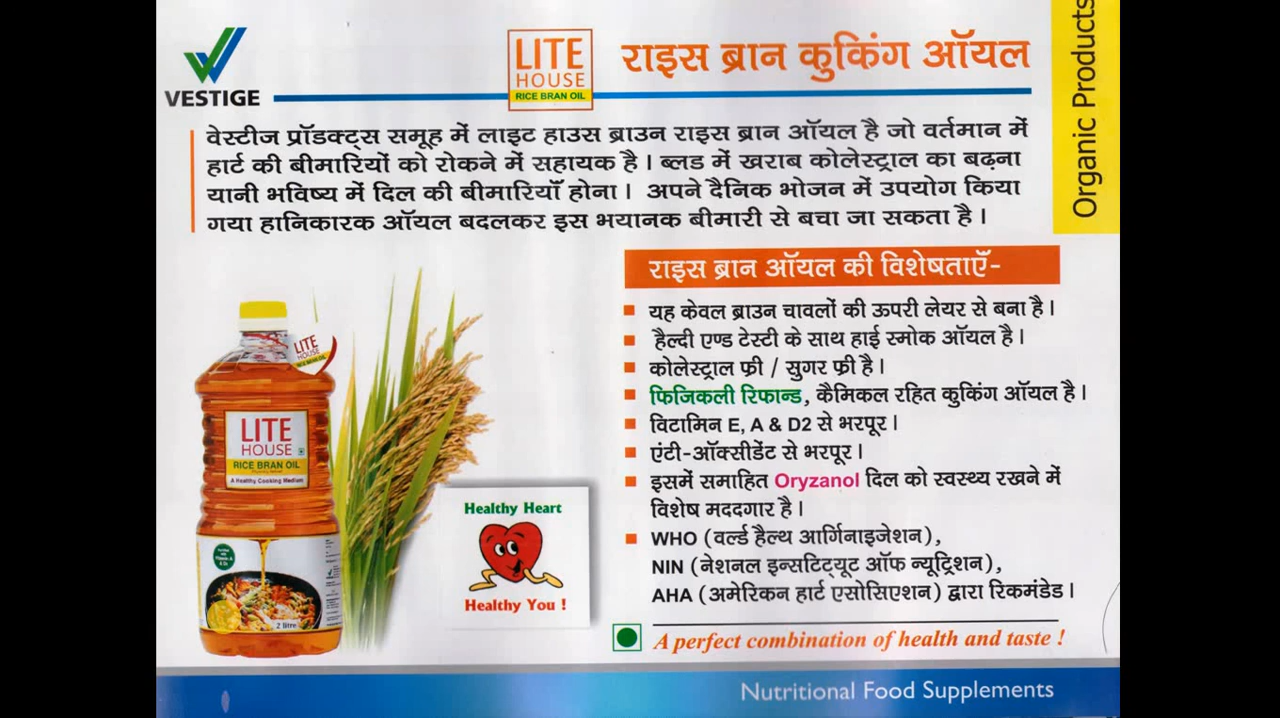 VESTIGE
LITE
HOUSE
RICE BRAN OIL
राइस ब्रान कुकिंग ऑयल
Organic Products
वेस्टीज प्रॉडक्ट्स समूह में लाइट हाउस ब्राउन राइस ब्रान ऑयल है जो वर्तमान में
हार्ट की बीमारियों को रोकने में सहायक है। ब्लड में खराब कोलेस्ट्राल का बढ़ना
यानी भविष्य में दिल की बीमारियाँ होना। अपने दैनिक भोजन में उपयोग किया
गया हानिकारक ऑयल बदलकर इस भयानक बीमारी से बचा जा सकता है।
राइस ब्रान ऑयल की विशेषताएँ-
यह केवल ब्राउन चावलों की ऊपरी लेयर से बना है।
हैल्दी एण्ड टेस्टी के साथ हाई स्मोक ऑयल है।
कोलेस्ट्राल फ्री / सुगर फ्री है।
फिजिकली रिफान्ड, कैमिकल रहित कुकिंग ऑयल है।
विटामिन E, A & D2 से भरपूर।
एंटी-ऑक्सीडेंट से भरपूर।
इसमें समाहित Oryzanol दिल को स्वस्थ्य रखने में
विशेष मददगार है।
WHO (वर्ल्ड हैल्थ आर्गिनाइजेशन),
NIN (नेशनल इन्सटिट्यूट ऑफ न्यूट्रिशन),
AHA (अमेरिकन हार्ट एसोसिएशन) द्वारा रिकमंडेड।
A perfect combination of health and taste !
LITE
HOUSE
LITE
HOUSE
RICE BRAN OIL
A Healthy Cooking Medium
2 litre
Healthy Heart
Healthy You !
Nutritional Food Supplements